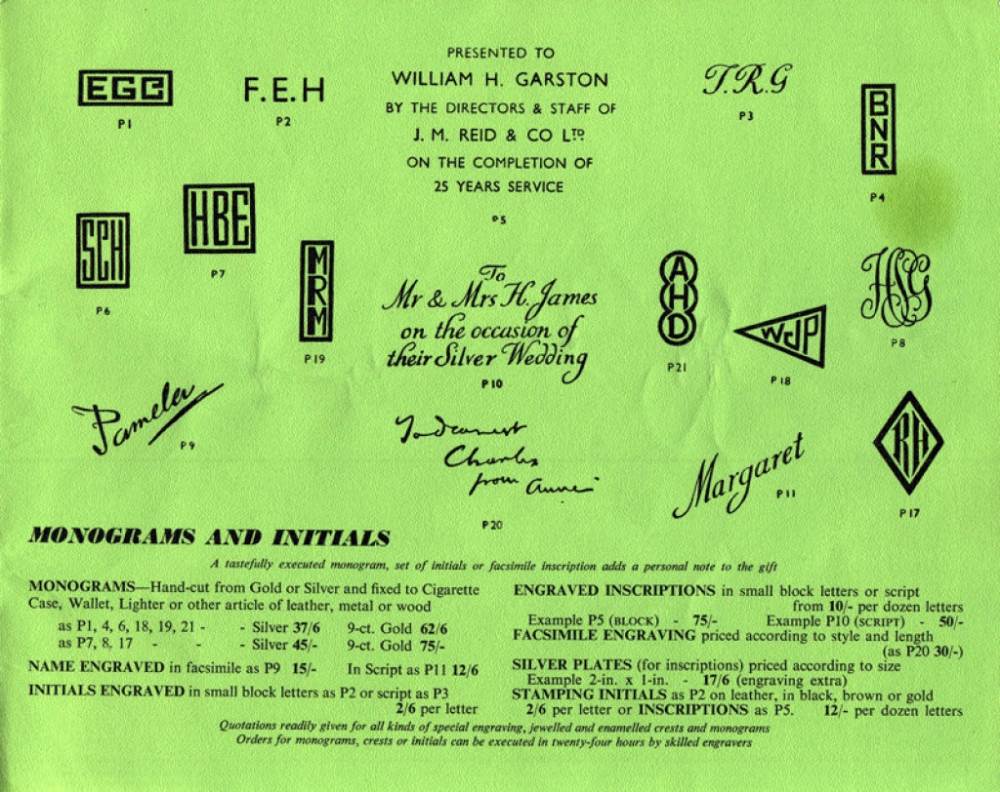 PRESENTED TO
WILLIAM H. GARSTON
BY THE DIRECTORS & STAFF OF
J. M. REID & CO LTD
ON THE COMPLETION OF
25 YEARS SERVICE
P5
EGC
P1
F.E.H
P2
T.R.G
P3
BNR
P4
SCH
P6
HBE
P7
MRM
P19
To
Mr & Mrs H. James
on the occasion of
their Silver Wedding
P10
AHD
P21
WJP
P18
HSG
P8
Pamela
P9
To dearest
Charles
from Anne
P20
Margaret
P11
RH
P17
MONOGRAMS AND INITIALS
A tastefully executed monogram, set of initials or facsimile inscription adds a personal note to the gift
MONOGRAMS—Hand-cut from Gold or Silver and fixed to Cigarette
Case, Wallet, Lighter or other article of leather, metal or wood
as P1, 4, 6, 18, 19, 21 - - Silver 37/6 9-ct. Gold 62/6
as P7, 8, 17 - - - Silver 45/- 9-ct. Gold 75/-
NAME ENGRAVED in facsimile as P9 15/- In Script as P11 12/6
INITIALS ENGRAVED in small block letters as P2 or script as P3
2/6 per letter
ENGRAVED INSCRIPTIONS in small block letters or script
from 10/- per dozen letters
Example P5 (BLOCK) - 75/- Example P10 (SCRIPT) - 50/-
FACSIMILE ENGRAVING priced according to style and length
(as P20 30/-)
SILVER PLATES (for inscriptions) priced according to size
Example 2-in. x 1-in. - 17/6 (engraving extra)
STAMPING INITIALS as P2 on leather, in black, brown or gold
2/6 per letter or INSCRIPTIONS as P5. 12/- per dozen letters
Quotations readily given for all kinds of special engraving, jewelled and enamelled crests and monograms
Orders for monograms, crests or initials can be executed in twenty-four hours by skilled engravers